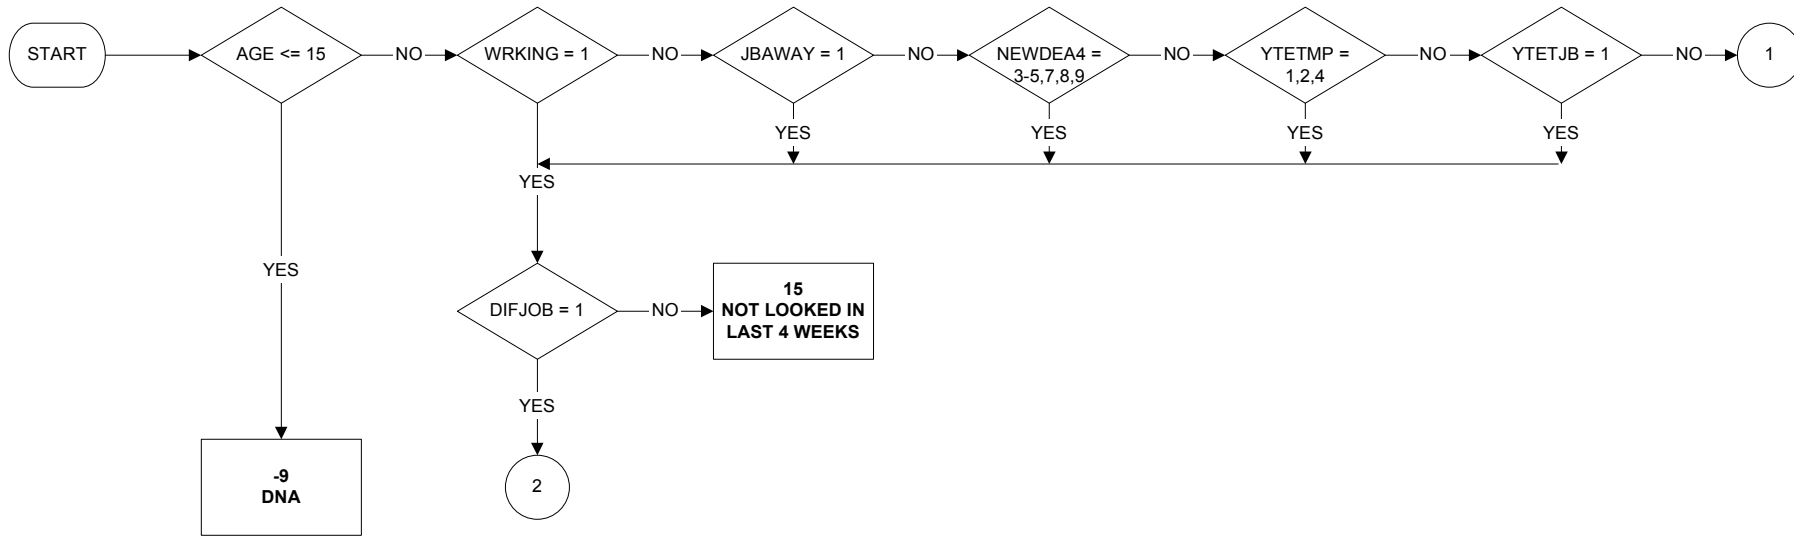 START
AGE <= 15
NO
WRKING = 1
NO
JBAWAY = 1
NO
NEWDEA4 =
3-5,7,8,9
NO
YTETMP =
1,2,4
NO
YTETJB = 1
NO
1
YES
YES
YES
YES
YES
YES
DIFJOB = 1
NO
15
NOT LOOKED IN
LAST 4 WEEKS
YES
2
-9
DNA